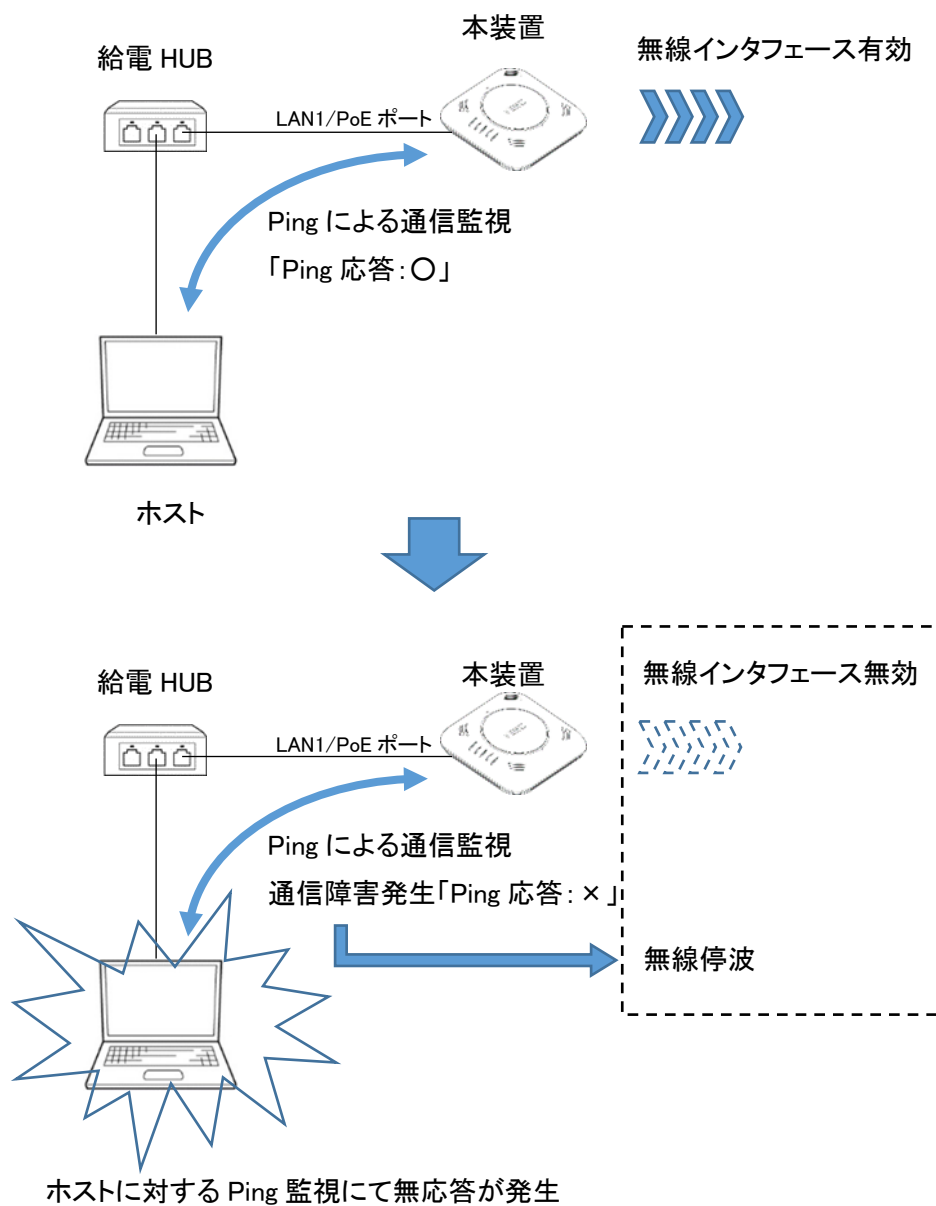 本装置
給電 HUB
無線インタフェース有効
LAN1/PoE ポート
Ping による通信監視
「Ping 応答：〇」
ホスト
無線インタフェース無効
本装置
給電 HUB
LAN1/PoE ポート
Ping による通信監視
通信障害発生「Ping 応答：×」
無線停波
ホストに対する Ping 監視にて無応答が発生